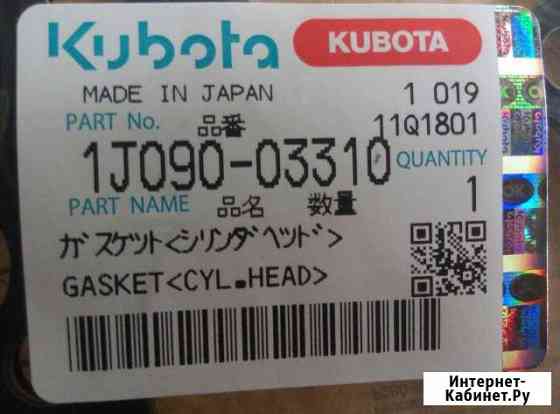 Kubota KUBOTA
MADE IN JAPAN 1 019
PART No. 品番 11Q1801
1J090-03310 QUANTITY
PART NAME 品名 数量 1
ガスケット<シリンダヘッド>
GASKET<CYL.HEAD>
Интернет-
Кабинет.Ру